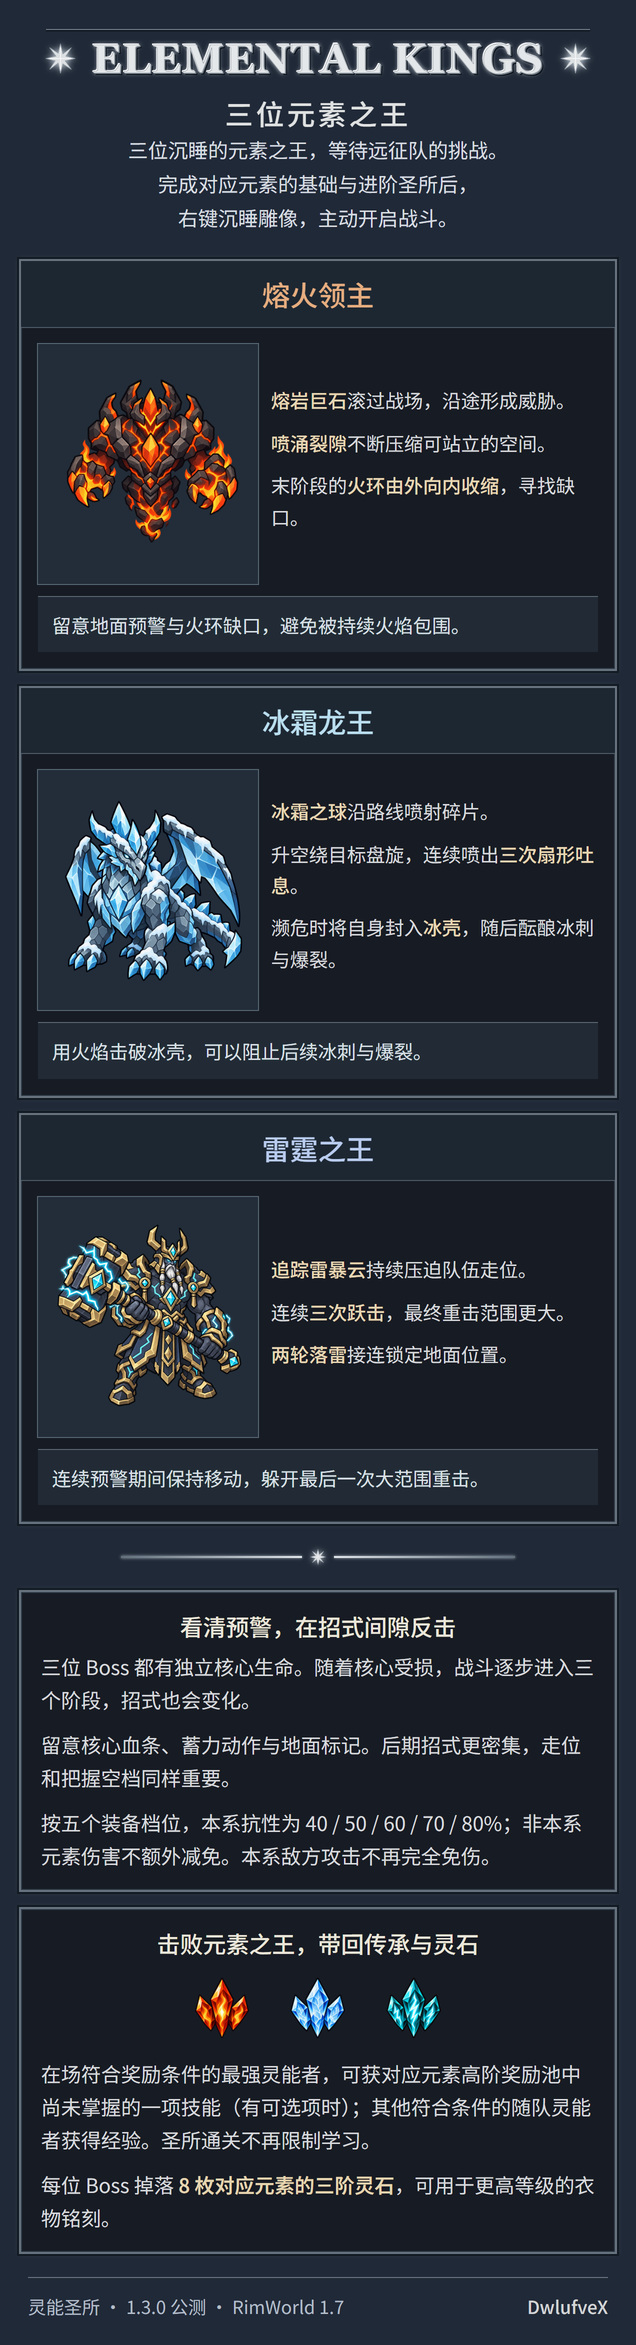 ELEMENTAL KINGS
三位元素之王
三位沉睡的元素之王，等待远征队的挑战。
完成对应元素的基础与进阶圣所后，
右键沉睡雕像，主动开启战斗。
熔火领主
熔岩巨石滚过战场，沿途形成威胁。
喷涌裂隙不断压缩可站立的空间。
末阶段的火环由外向内收缩，寻找缺
口。
留意地面预警与火环缺口，避免被持续火焰包围。
冰霜龙王
冰霜之球沿路线喷射碎片。
升空绕目标盘旋，连续喷出三次扇形吐
息。
濒危时将自身封入冰壳，随后酝酿冰刺
与爆裂。
用火焰击破冰壳，可以阻止后续冰刺与爆裂。
雷霆之王
追踪雷暴云持续压迫队伍走位。
连续三次跃击，最终重击范围更大。
两轮落雷接连锁定地面位置。
连续预警期间保持移动，躲开最后一次大范围重击。
看清预警，在招式间隙反击
三位 Boss 都有独立核心生命。随着核心受损，战斗逐步进入三
个阶段，招式也会变化。
留意核心血条、蓄力动作与地面标记。后期招式更密集，走位
和把握空档同样重要。
按五个装备档位，本系抗性为 40 / 50 / 60 / 70 / 80%；非本系
元素伤害不额外减免。本系敌方攻击不再完全免伤。
击败元素之王，带回传承与灵石
在场符合奖励条件的最强灵能者，可获对应元素高阶奖励池中
尚未掌握的一项技能（有可选项时）；其他符合条件的随队灵能
者获得经验。圣所通关不再限制学习。
每位 Boss 掉落 8 枚对应元素的三阶灵石，可用于更高等级的衣
物铭刻。
灵能圣所 · 1.3.0 公测 · RimWorld 1.7
DwlufveX